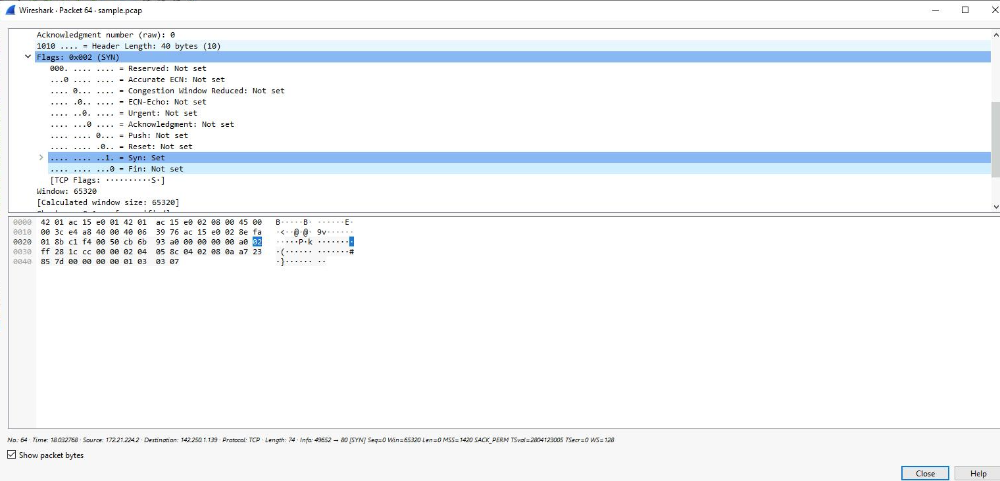 Wireshark · Packet 64 · sample.pcap
Acknowledgment number (raw): 0
1010 .... = Header Length: 40 bytes (10)
Flags: 0x002 (SYN)
000. .... .... = Reserved: Not set
...0 .... .... = Accurate ECN: Not set
.... 0... .... = Congestion Window Reduced: Not set
.... .0.. .... = ECN-Echo: Not set
.... ..0. .... = Urgent: Not set
.... ...0 .... = Acknowledgment: Not set
.... .... 0... = Push: Not set
.... .... .0.. = Reset: Not set
.... .... ..1. = Syn: Set
.... .... ...0 = Fin: Not set
[TCP Flags: ··········S·]
Window: 65320
[Calculated window size: 65320]
0000 42 01 ac 15 e0 01 42 01 ac 15 e0 02 08 00 45 00 B·····B· ······E·
0010 00 3c e4 a8 40 00 40 06 39 76 ac 15 e0 02 8e fa ·<··@·@· 9v······
0020 01 8b c1 f4 00 50 cb 6b 93 a0 00 00 00 00 a0 02 ·····P·k ········
0030 ff 28 1c cc 00 00 02 04 05 8c 04 02 08 0a a7 23 ·(······ ·······#
0040 85 7d 00 00 00 00 01 03 03 07 ·}······ ··
No.: 64 · Time: 18.032768 · Source: 172.21.224.2 · Destination: 142.250.1.139 · Protocol: TCP · Length: 74 · Info: 49652 → 80 [SYN] Seq=0 Win=65320 Len=0 MSS=1420 SACK_PERM TSval=2804123005 TSecr=0 WS=128
Show packet bytes
Close Help